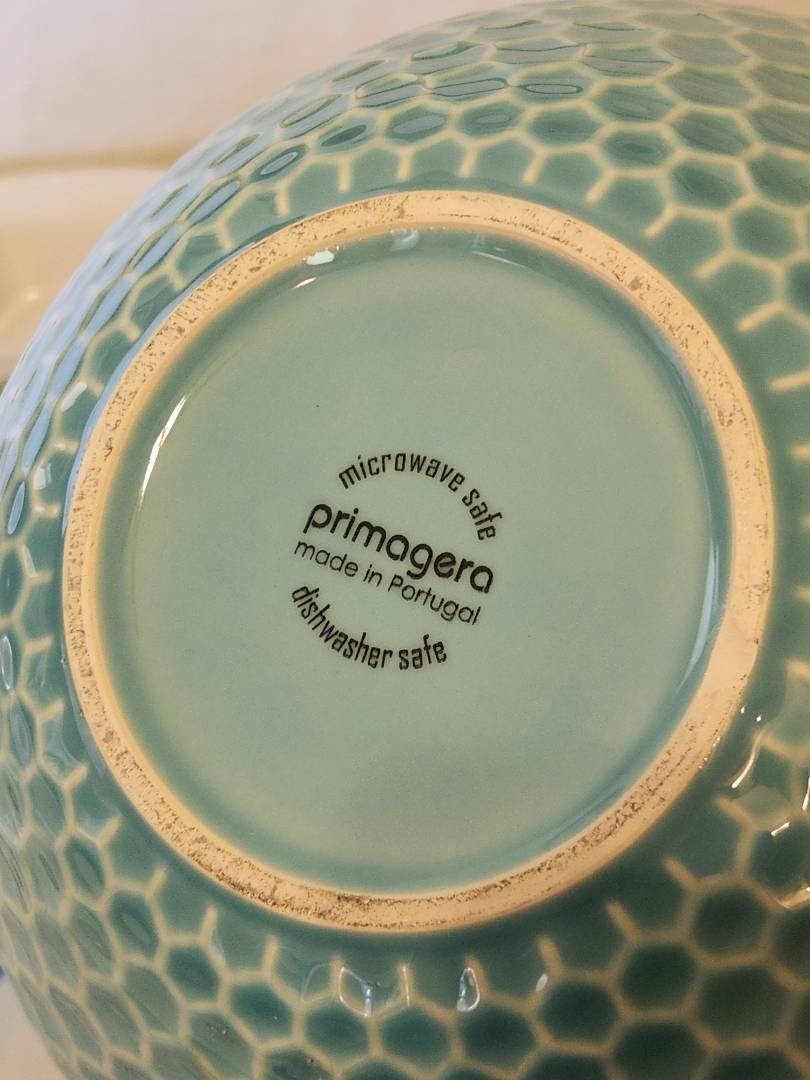 microwave safe
primagera
made in Portugal
dishwasher safe